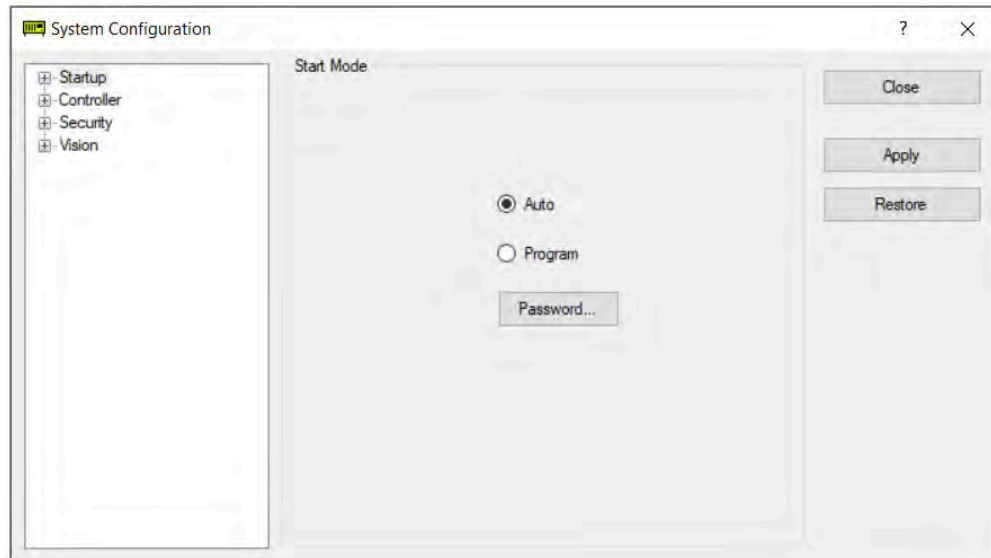 System Configuration
?
Startup
Controller
Security
Vision
Start Mode
Auto
Program
Password...
Close
Apply
Restore